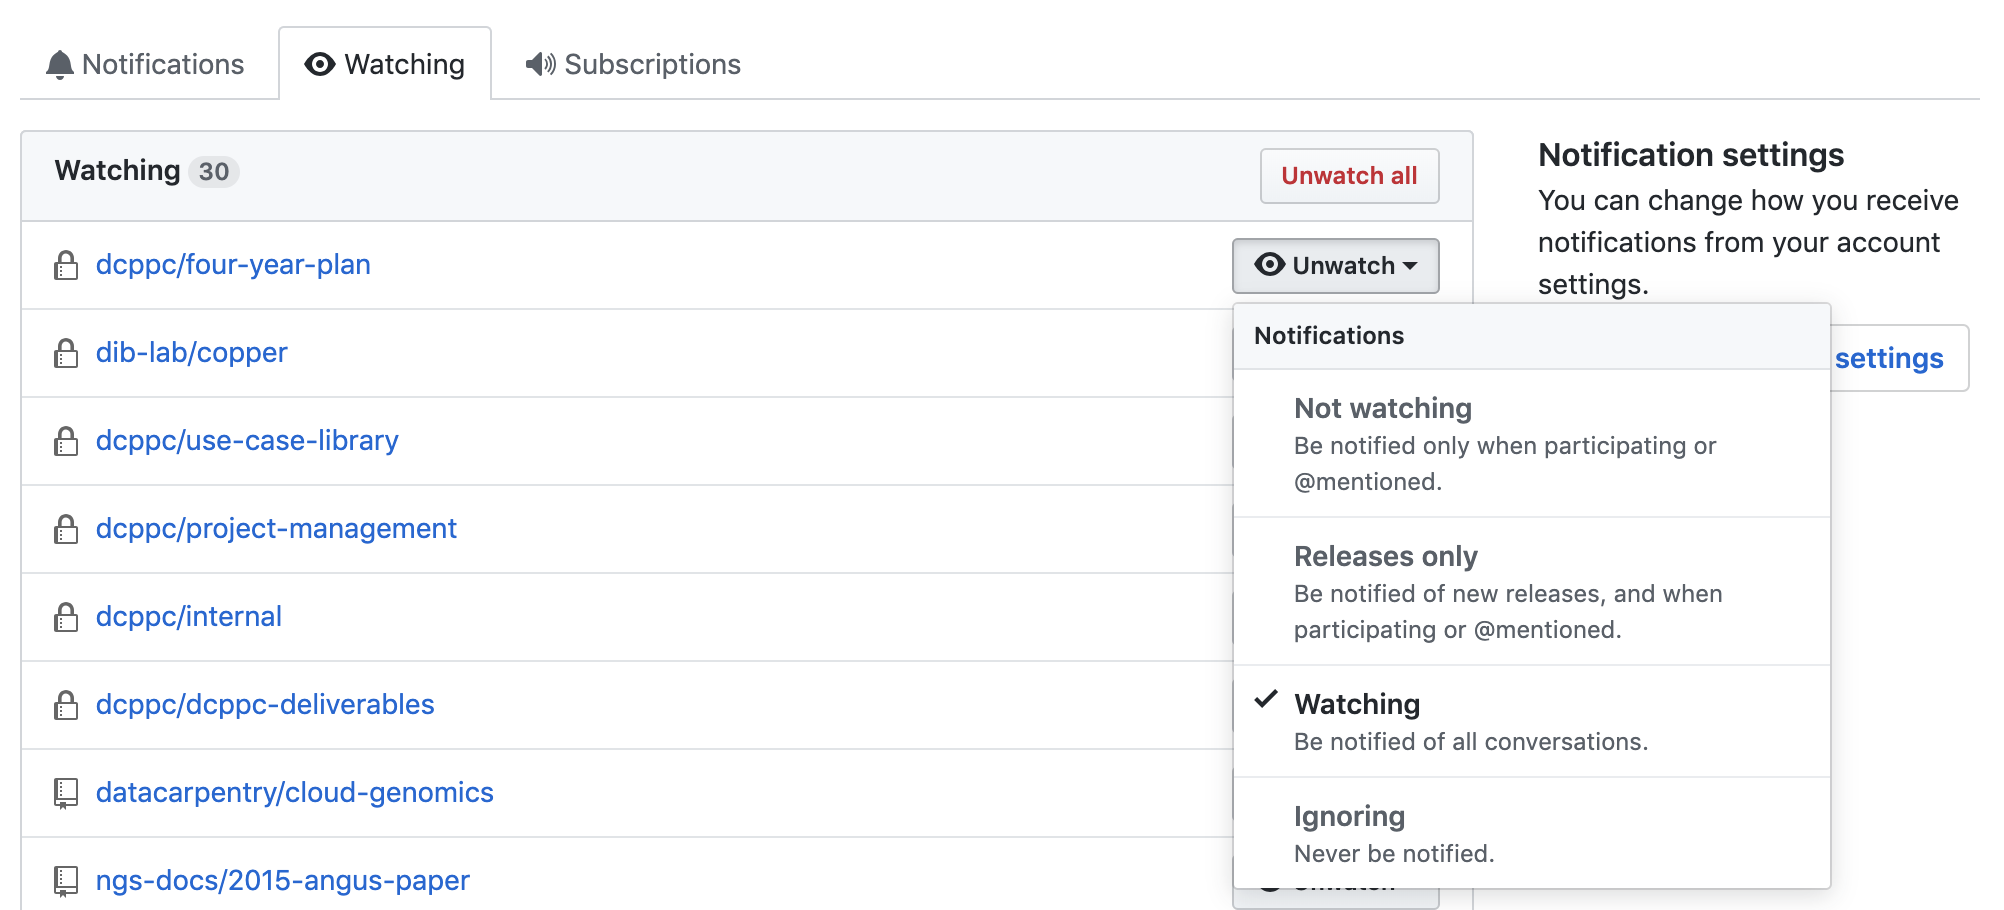 Notifications
Watching
Subscriptions
Watching 30
Unwatch all
dcppc/four-year-plan
Unwatch
dib-lab/copper
dcppc/use-case-library
dcppc/project-management
dcppc/internal
dcppc/dcppc-deliverables
datacarpentry/cloud-genomics
ngs-docs/2015-angus-paper
Notifications
Not watching
Be notified only when participating or
@mentioned.
Releases only
Be notified of new releases, and when
participating or @mentioned.
Watching
Be notified of all conversations.
Ignoring
Never be notified.
Unwatch
Notification settings
You can change how you receive
notifications from your account
settings.
settings